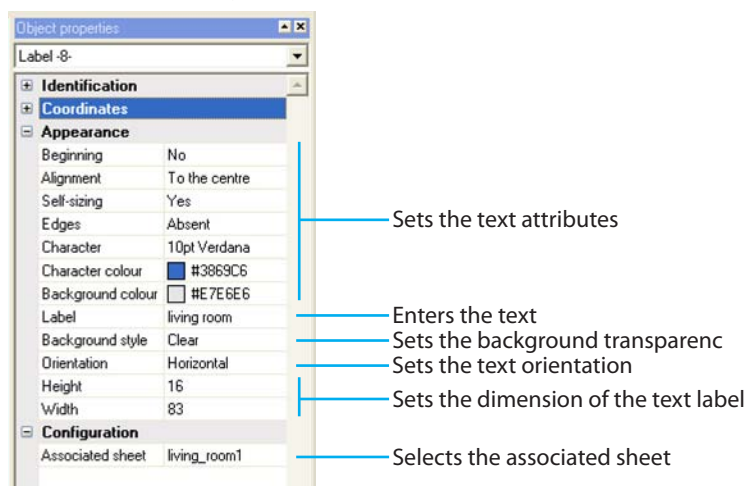 Object properties
Label -8-
Identification
Coordinates
Appearance
Beginning No
Alignment To the centre
Self-sizing Yes
Edges Absent
Character 10pt Verdana
Character colour #3869C6
Background colour #E7E6E6
Label living room
Background style Clear
Orientation Horizontal
Height 16
Width 83
Configuration
Associated sheet living_room1
Sets the text attributes
Enters the text
Sets the background transparenc
Sets the text orientation
Sets the dimension of the text label
Selects the associated sheet